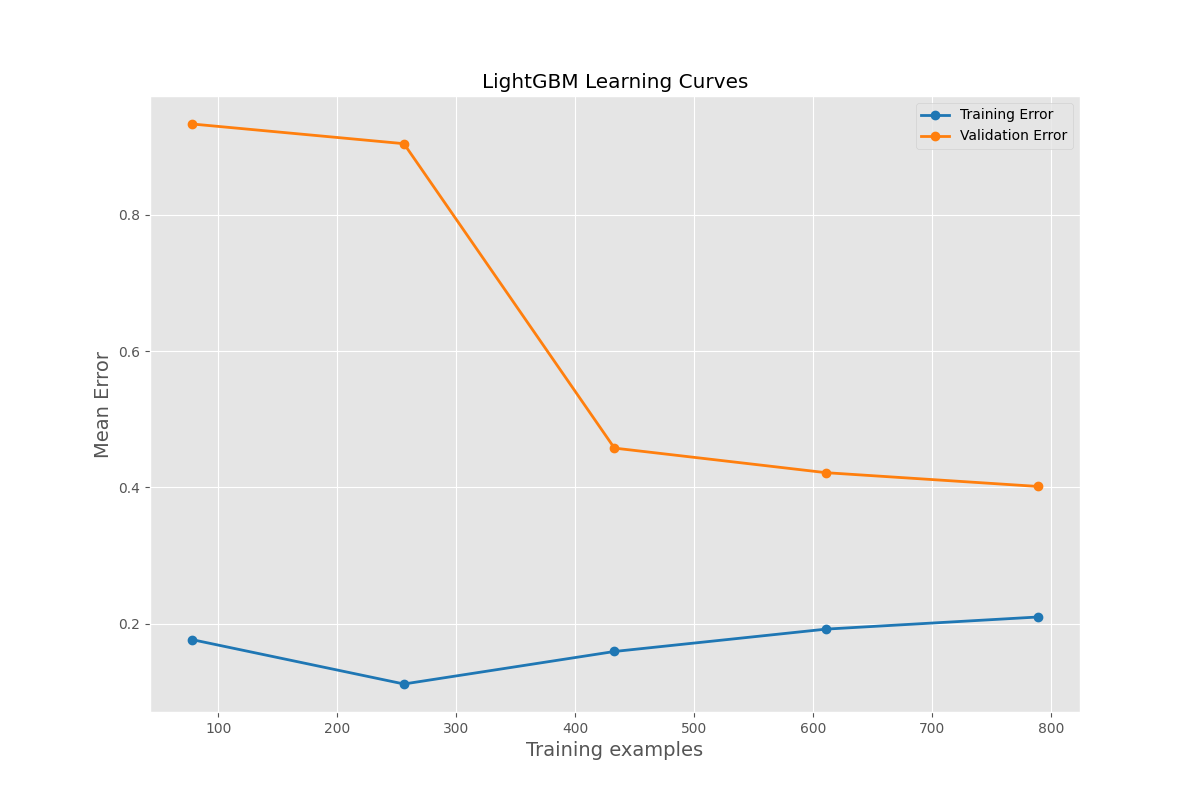 LightGBM Learning Curves
Training Error
Validation Error
Mean Error
0.8
0.6
0.4
0.2
100 200 300 400 500 600 700 800
Training examples